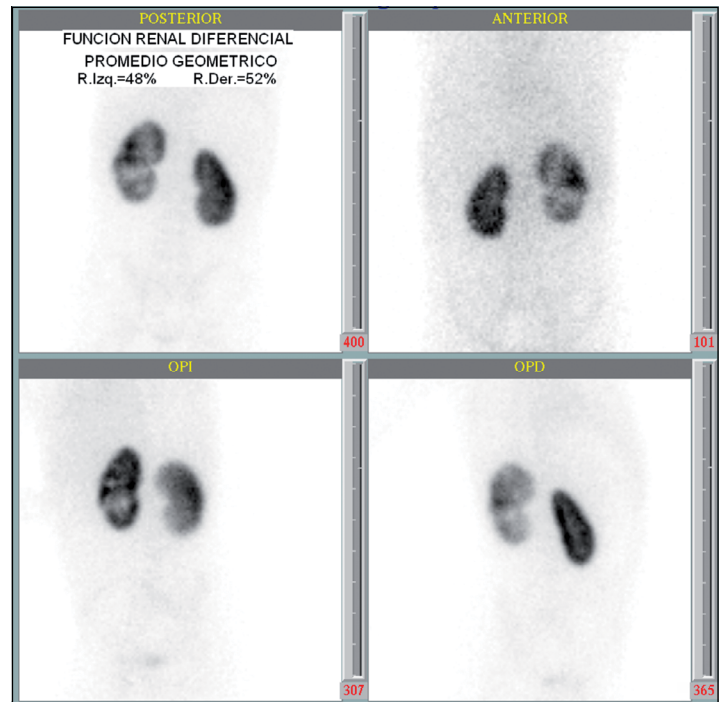 POSTERIOR
FUNCION RENAL DIFERENCIAL
PROMEDIO GEOMETRICO
R.Izq.=48% R.Der.=52%
400
ANTERIOR
101
OPI
307
OPD
365